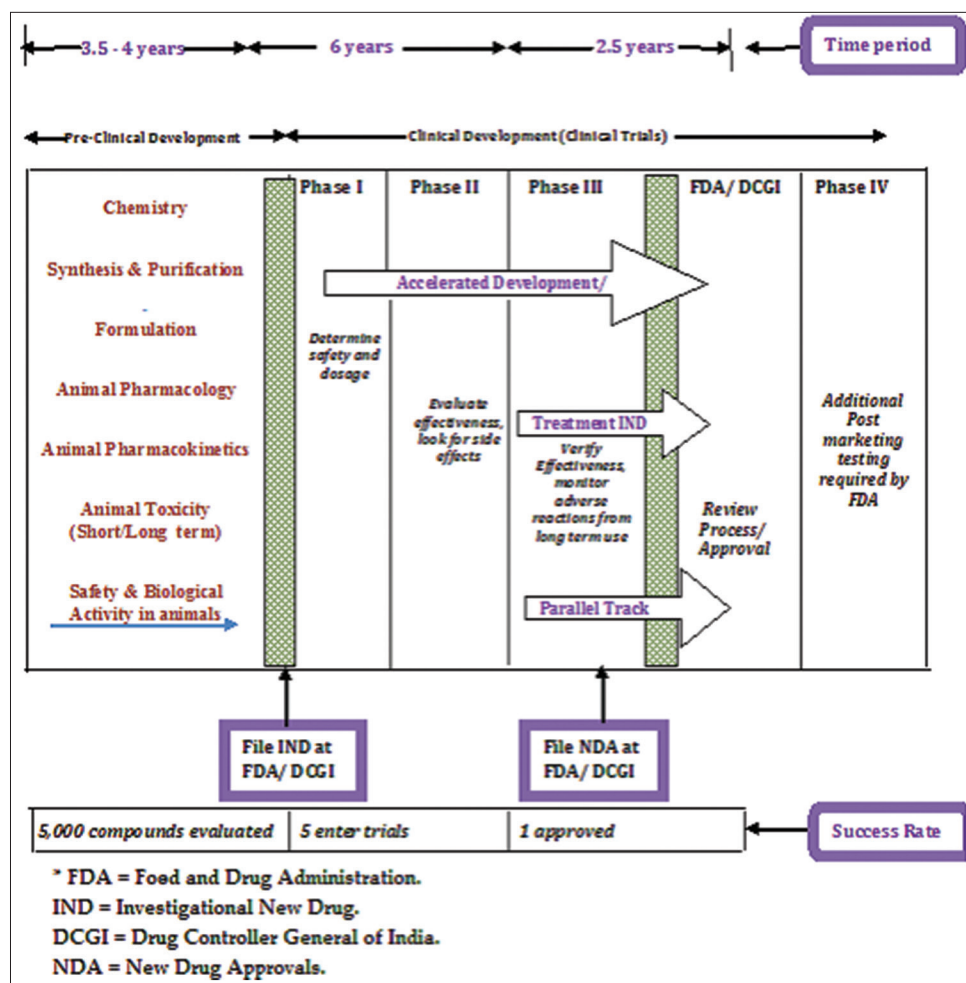 3.5 - 4 years
6 years
2.5 years
Time period
Pre-Clinical Development
Clinical Development (Clinical Trials)
Phase I
Phase II
Phase III
FDA/ DCGI
Phase IV
Chemistry
Synthesis & Purification
Formulation
Animal Pharmacology
Animal Pharmacokinetics
Animal Toxicity
(Short/Long term)
Safety & Biological
Activity in animals
Accelerated Development/
Determine
safety and
dosage
Evaluate
effectiveness,
look for side
effects
Treatment IND
Verify
Effectiveness,
monitor
adverse
reactions from
long term use
Parallel Track
Review
Process/
Approval
Additional
Post
marketing
testing
required by
FDA
File IND at
FDA/ DCGI
File NDA at
FDA/ DCGI
5,000 compounds evaluated
5 enter trials
1 approved
Success Rate
* FDA = Food and Drug Administration.
IND = Investigational New Drug.
DCGI = Drug Controller General of India.
NDA = New Drug Approvals.